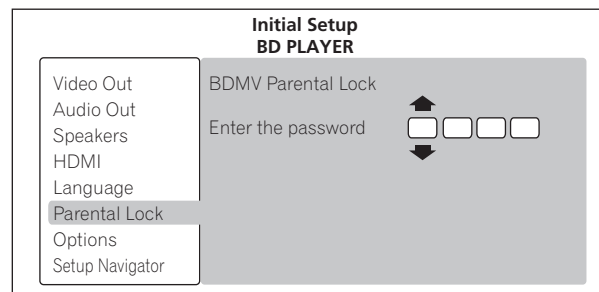 Initial Setup
BD PLAYER
Video Out
Audio Out
Speakers
HDMI
Language
Parental Lock
Options
Setup Navigator
BDMV Parental Lock
Enter the password